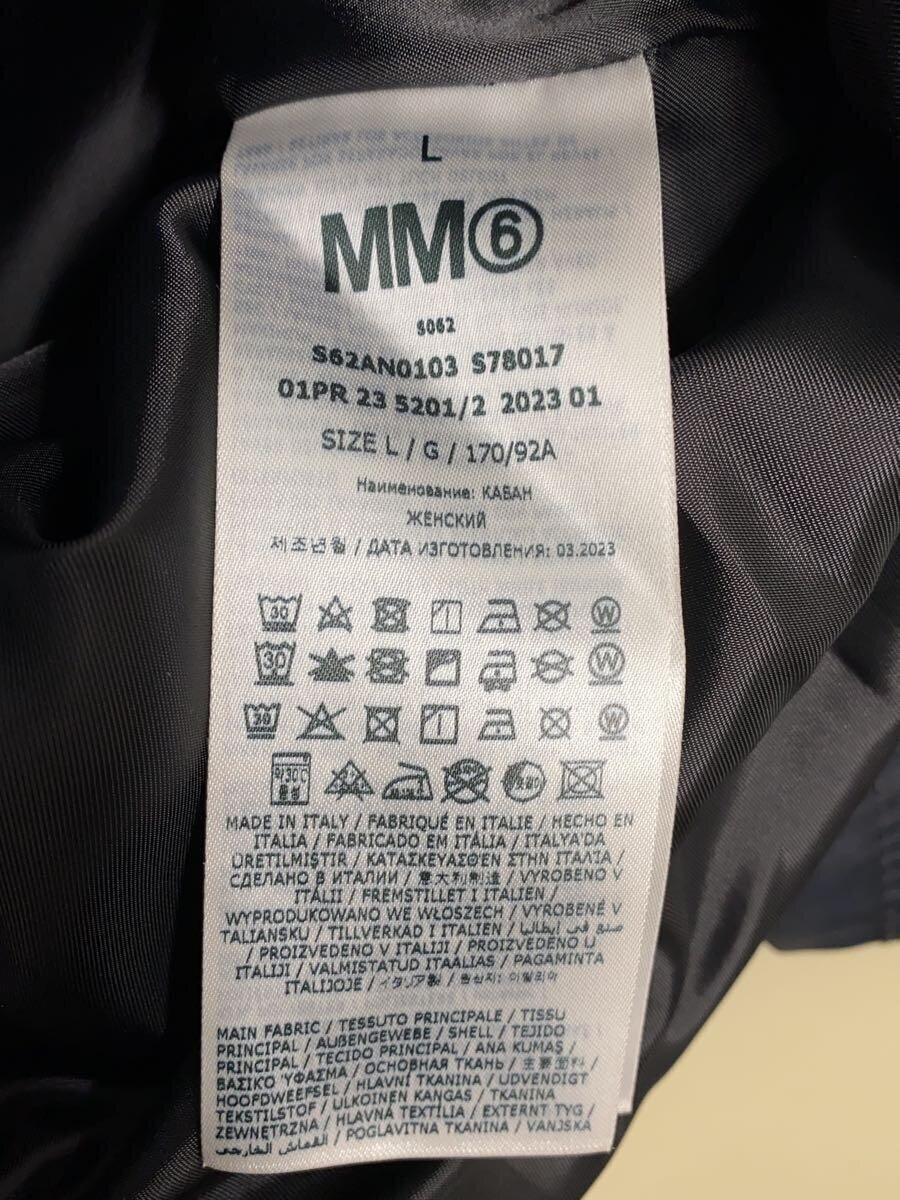 L
MM⑥
S062
S62AN0103 S78017
01PR 23 5201/2 2023 01
SIZE L / G / 170/92A
Наименование: КАБАН
ЖЕНСКИЙ
제조년월 / ДАТА ИЗГОТОВЛЕНИЯ: 03.2023
30 W
30 W
30 W
MADE IN ITALY / FABRIQUÉ EN ITALIE / HECHO EN
ITALIA / FABRICADO EM ITÁLIA / ITALYA'DA
ÜRETILMIŞTIR / ΚΑΤΑΣΚΕΥΑΣΘΕΝ ΣΤΗΝ ΙΤΑΛΙΑ /
СДЕЛАНО В ИТАЛИИ / 意大利制造 / VYROBENO V
ITÁLII / FREMSTILLET I ITALIEN /
WYPRODUKOWANO WE WŁOSZECH / VYROBENÉ V
TALIANSKU / TILLVERKAD I ITALIEN / صنع في إيطاليا
/ PROIZVEDENO V ITALIJI / PROIZVEDENO U
ITALIJI / VALMISTATUD ITAALIAS / PAGAMINTA
ITALIJOJE / イタリア製 / 원산지: 이탈리아
MAIN FABRIC / TESSUTO PRINCIPALE / TISSU
PRINCIPAL / AUßENGEWEBE / SHELL / TEJIDO
PRINCIPAL / TECIDO PRINCIPAL / ANA KUMAŞ /
ΒΑΣΙΚΟ ΎΦΑΣΜΑ / ОСНОВНАЯ ТКАНЬ / 主要面料 /
HOOFDWEEFSEL / HLAVNÍ TKANINA / UDVENDIGT
TEKSTILSTOF / ULKOINEN KANGAS / TKANINA
ZEWNĘTRZNA / HLAVNÁ TEXTÍLIA / EXTERNT TYG /
القماش الخارجي / POGLAVITNA TKANINA / VANJSKA